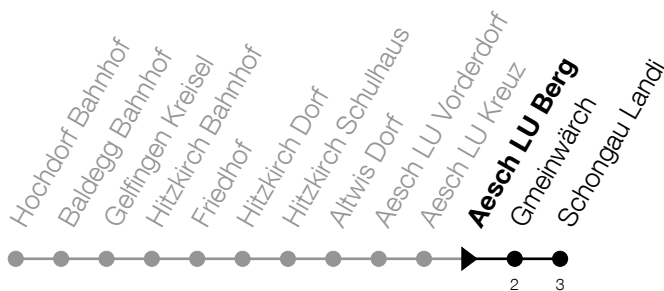 Hochdorf Bahnhof
Baldegg Bahnhof
Gelfingen Kreisel
Hitzkirch Bahnhof
Friedhof
Hitzkirch Dorf
Hitzkirch Schulhaus
Altwis Dorf
Aesch LU Vorderdorf
Aesch LU Kreuz
Aesch LU Berg
Gmeinwärch
Schongau Landi
2
3